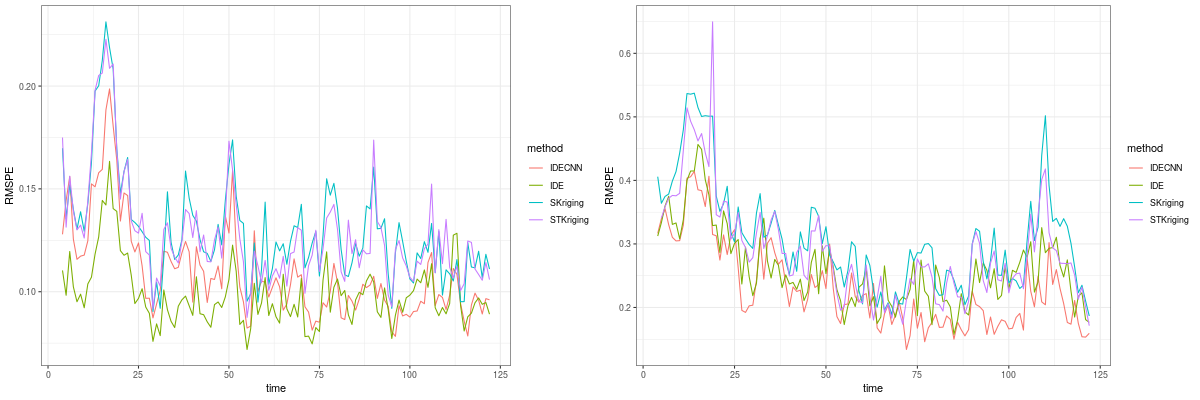 RMSPE
0.20
0.15
0.10
0
25
50
75
100
125
time
method
IDECNN
IDE
SKriging
STKriging
RMSPE
0.6
0.5
0.4
0.3
0.2
0
25
50
75
100
125
time
method
IDECNN
IDE
SKriging
STKriging